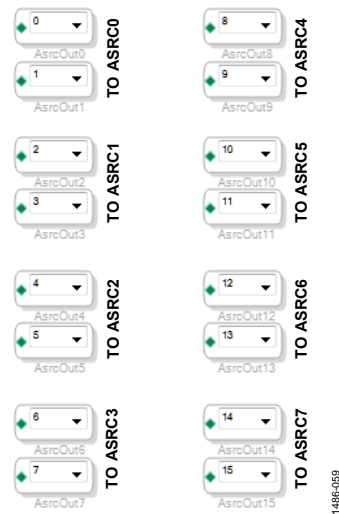 0
AsrcOut0
1
AsrcOut1
TO ASRC0
2
AsrcOut2
3
AsrcOut3
TO ASRC1
4
AsrcOut4
5
AsrcOut5
TO ASRC2
6
AsrcOut6
7
AsrcOut7
TO ASRC3
8
AsrcOut8
9
AsrcOut9
TO ASRC4
10
AsrcOut10
11
AsrcOut11
TO ASRC5
12
AsrcOut12
13
AsrcOut13
TO ASRC6
14
AsrcOut14
15
AsrcOut15
TO ASRC7
1486-059